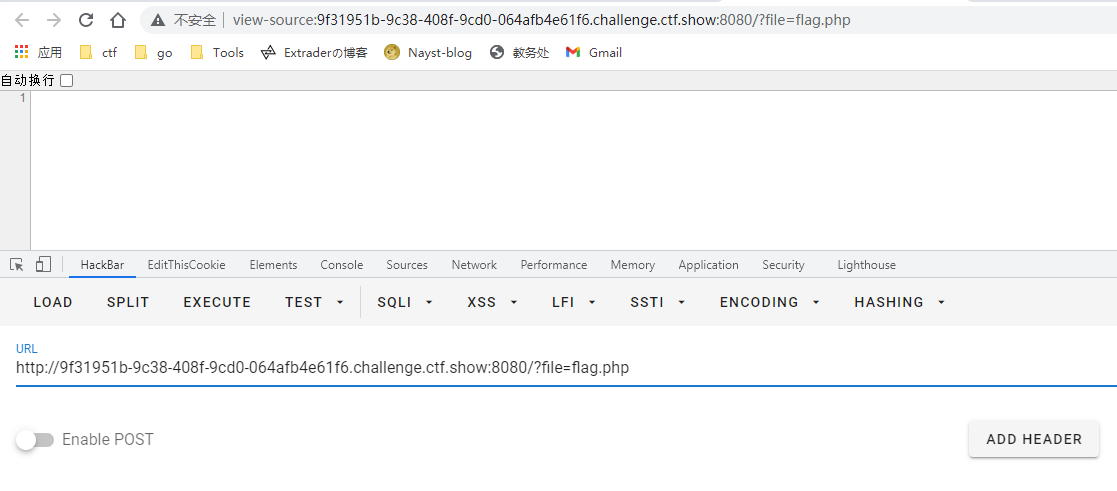 不安全 | view-source:9f31951b-9c38-408f-9cd0-064afb4e61f6.challenge.ctf.show:8080/?file=flag.php
应用 ctf go Tools Extraderの博客 Nayst-blog 教务处 Gmail
自动换行
1
HackBar EditThisCookie Elements Console Sources Network Performance Memory Application Security Lighthouse
LOAD SPLIT EXECUTE TEST SQLI XSS LFI SSTI ENCODING HASHING
URL
http://9f31951b-9c38-408f-9cd0-064afb4e61f6.challenge.ctf.show:8080/?file=flag.php
Enable POST ADD HEADER